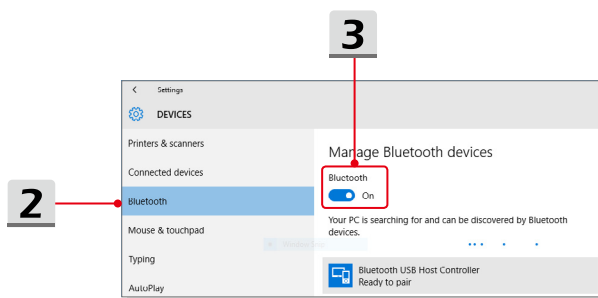 3
Settings
DEVICES
Printers & scanners
Connected devices
Bluetooth
Mouse & touchpad
Typing
AutoPlay
2
Manage Bluetooth devices
Bluetooth
On
Your PC is searching for and can be discovered by Bluetooth
devices.
Bluetooth USB Host Controller
Ready to pair